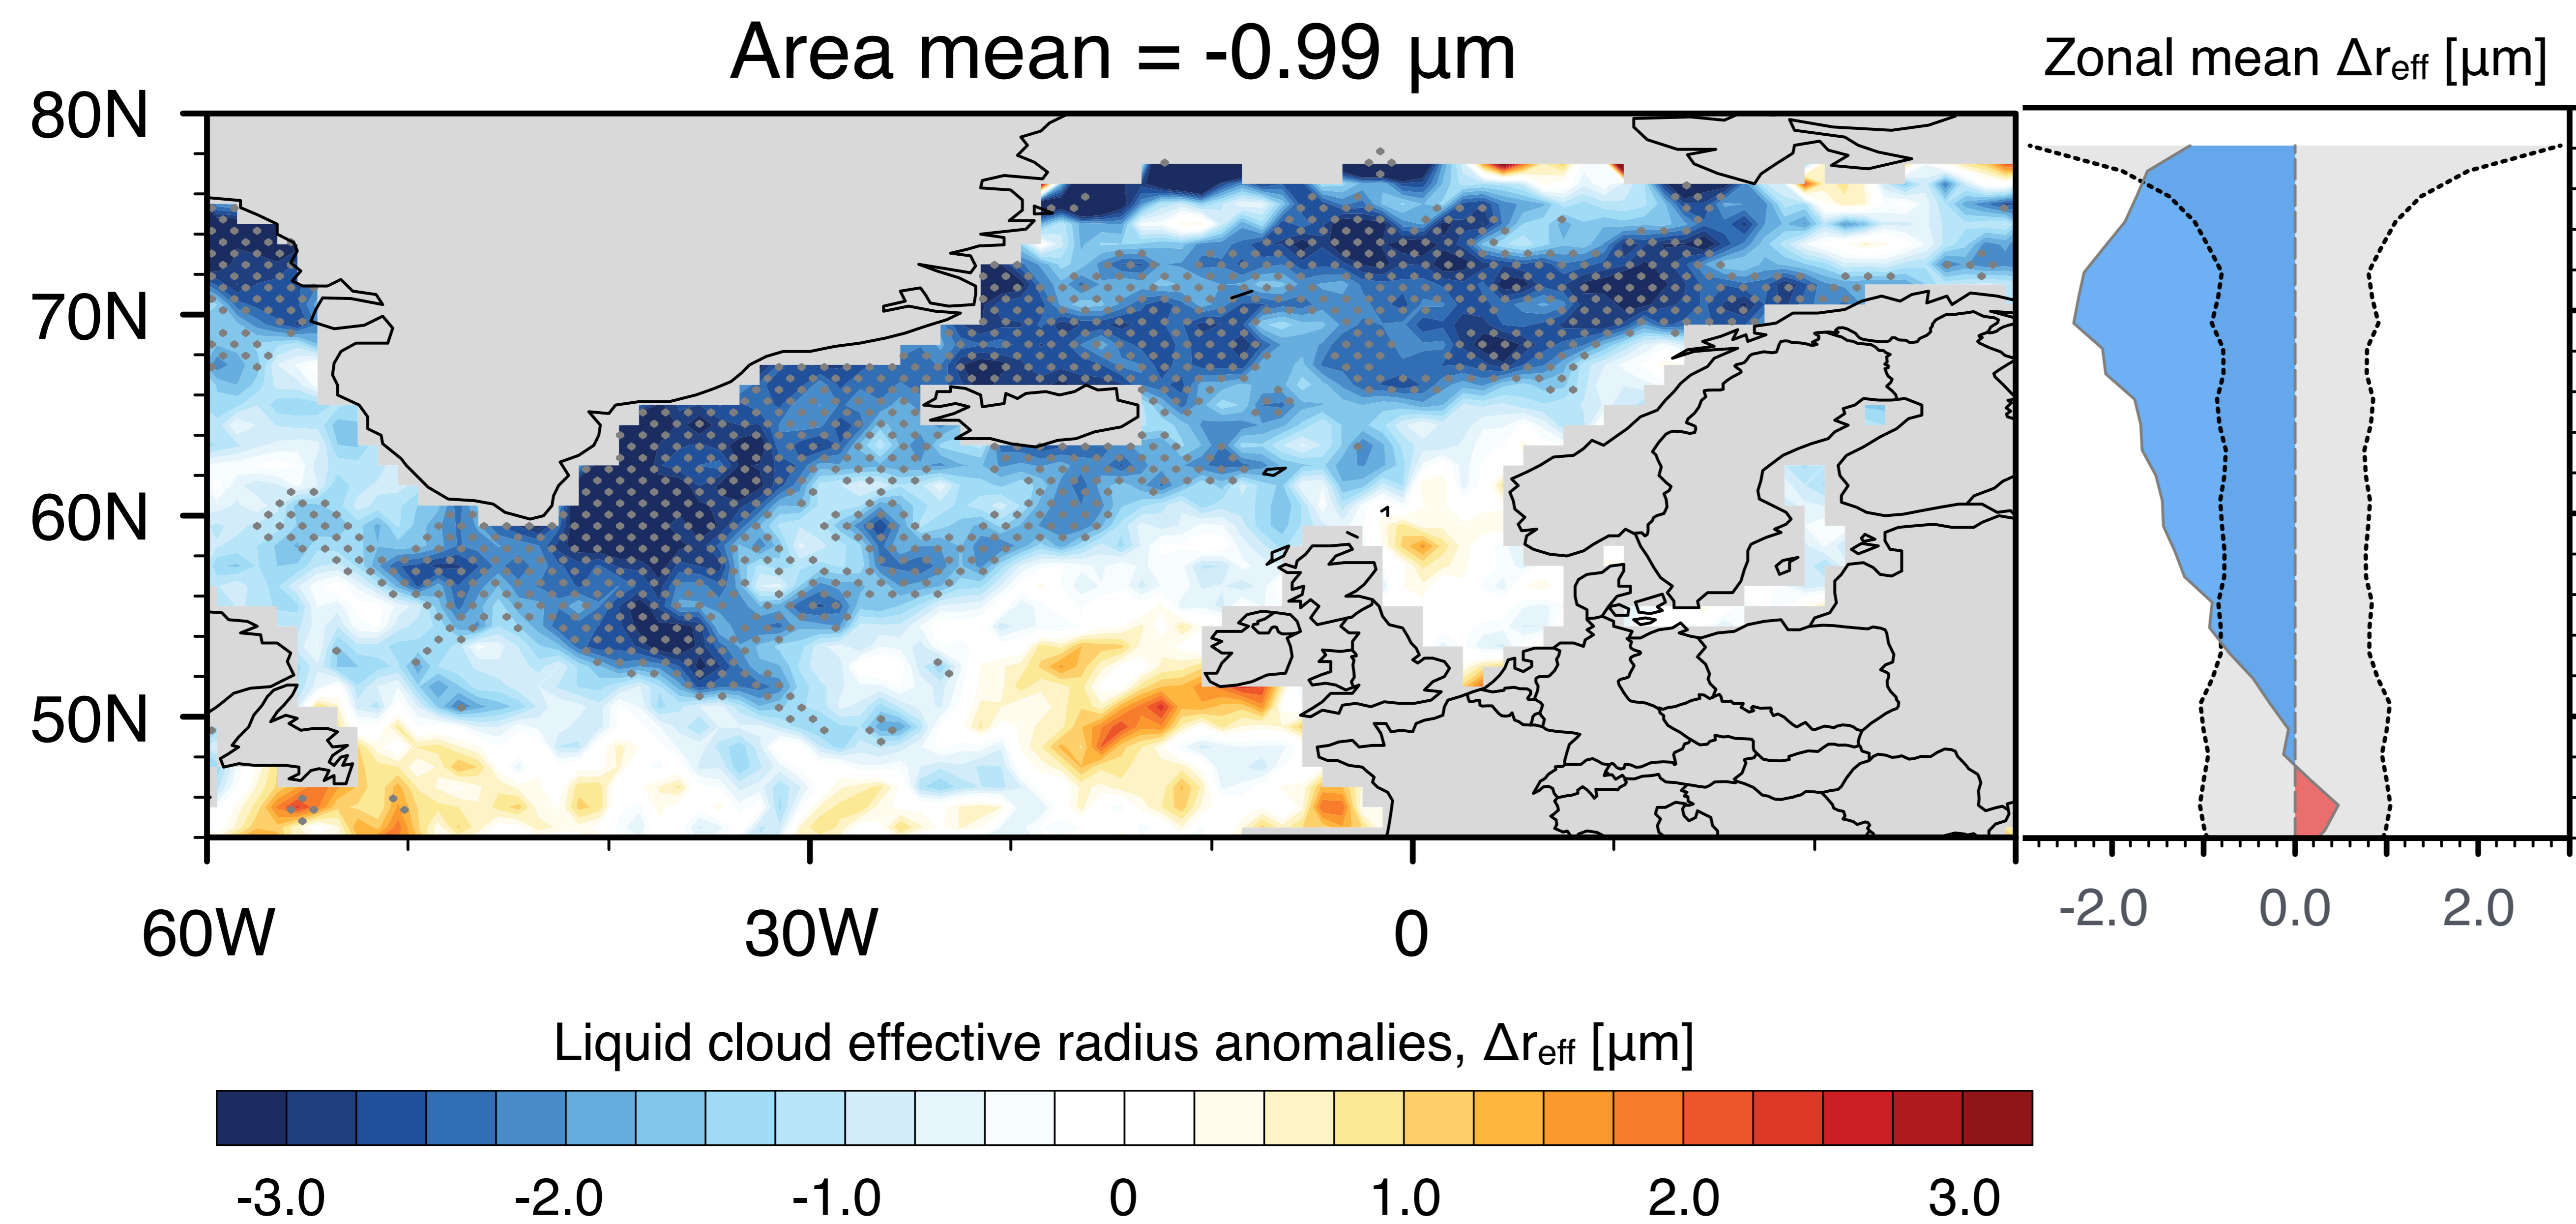 Area mean = -0.99 µm
Zonal mean Δreff [µm]
80N
70N
60N
50N
60W 30W 0
-2.0 0.0 2.0
Liquid cloud effective radius anomalies, Δreff [µm]
-3.0 -2.0 -1.0 0 1.0 2.0 3.0